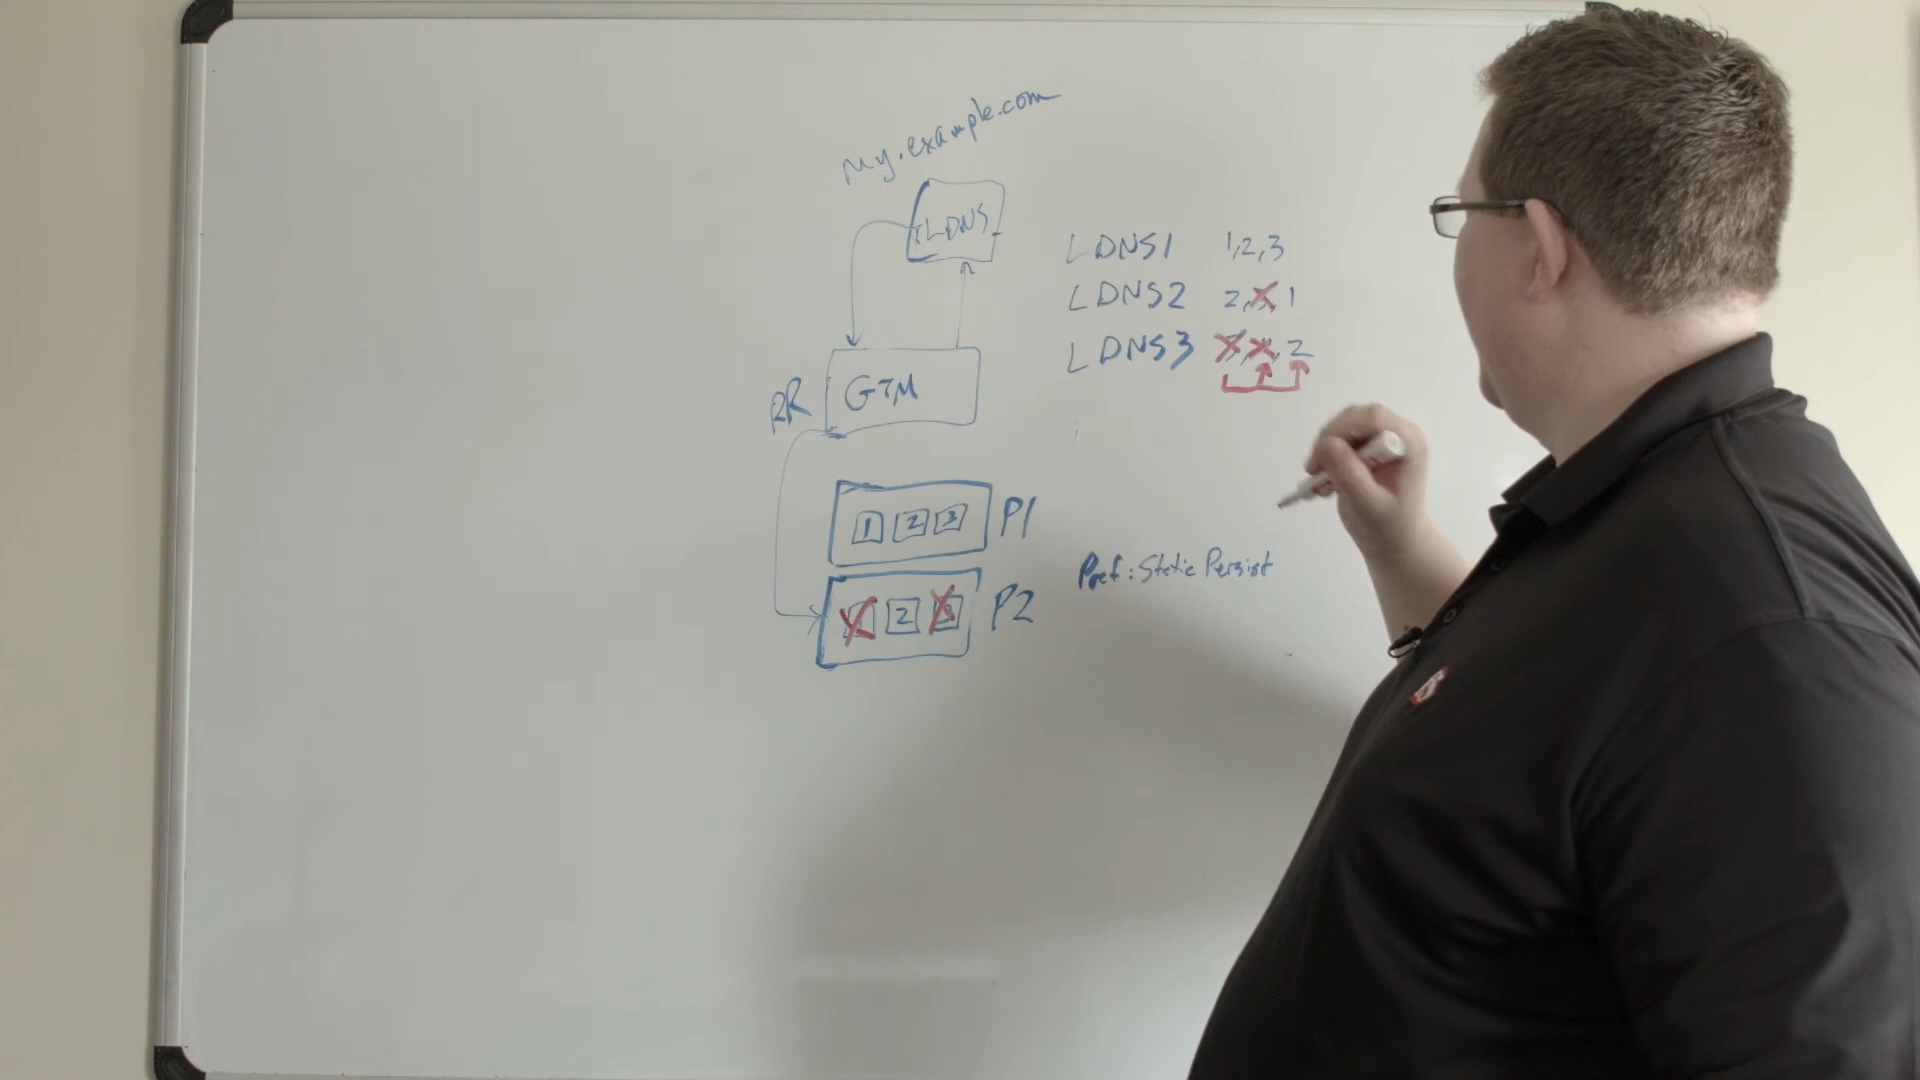 my.example.com
LDNS
LDNS1 1,2,3
LDNS2 2, 1
LDNS3 2
RR GTM
1 2 3 P1
Pref: Static Persist
2 3 P2